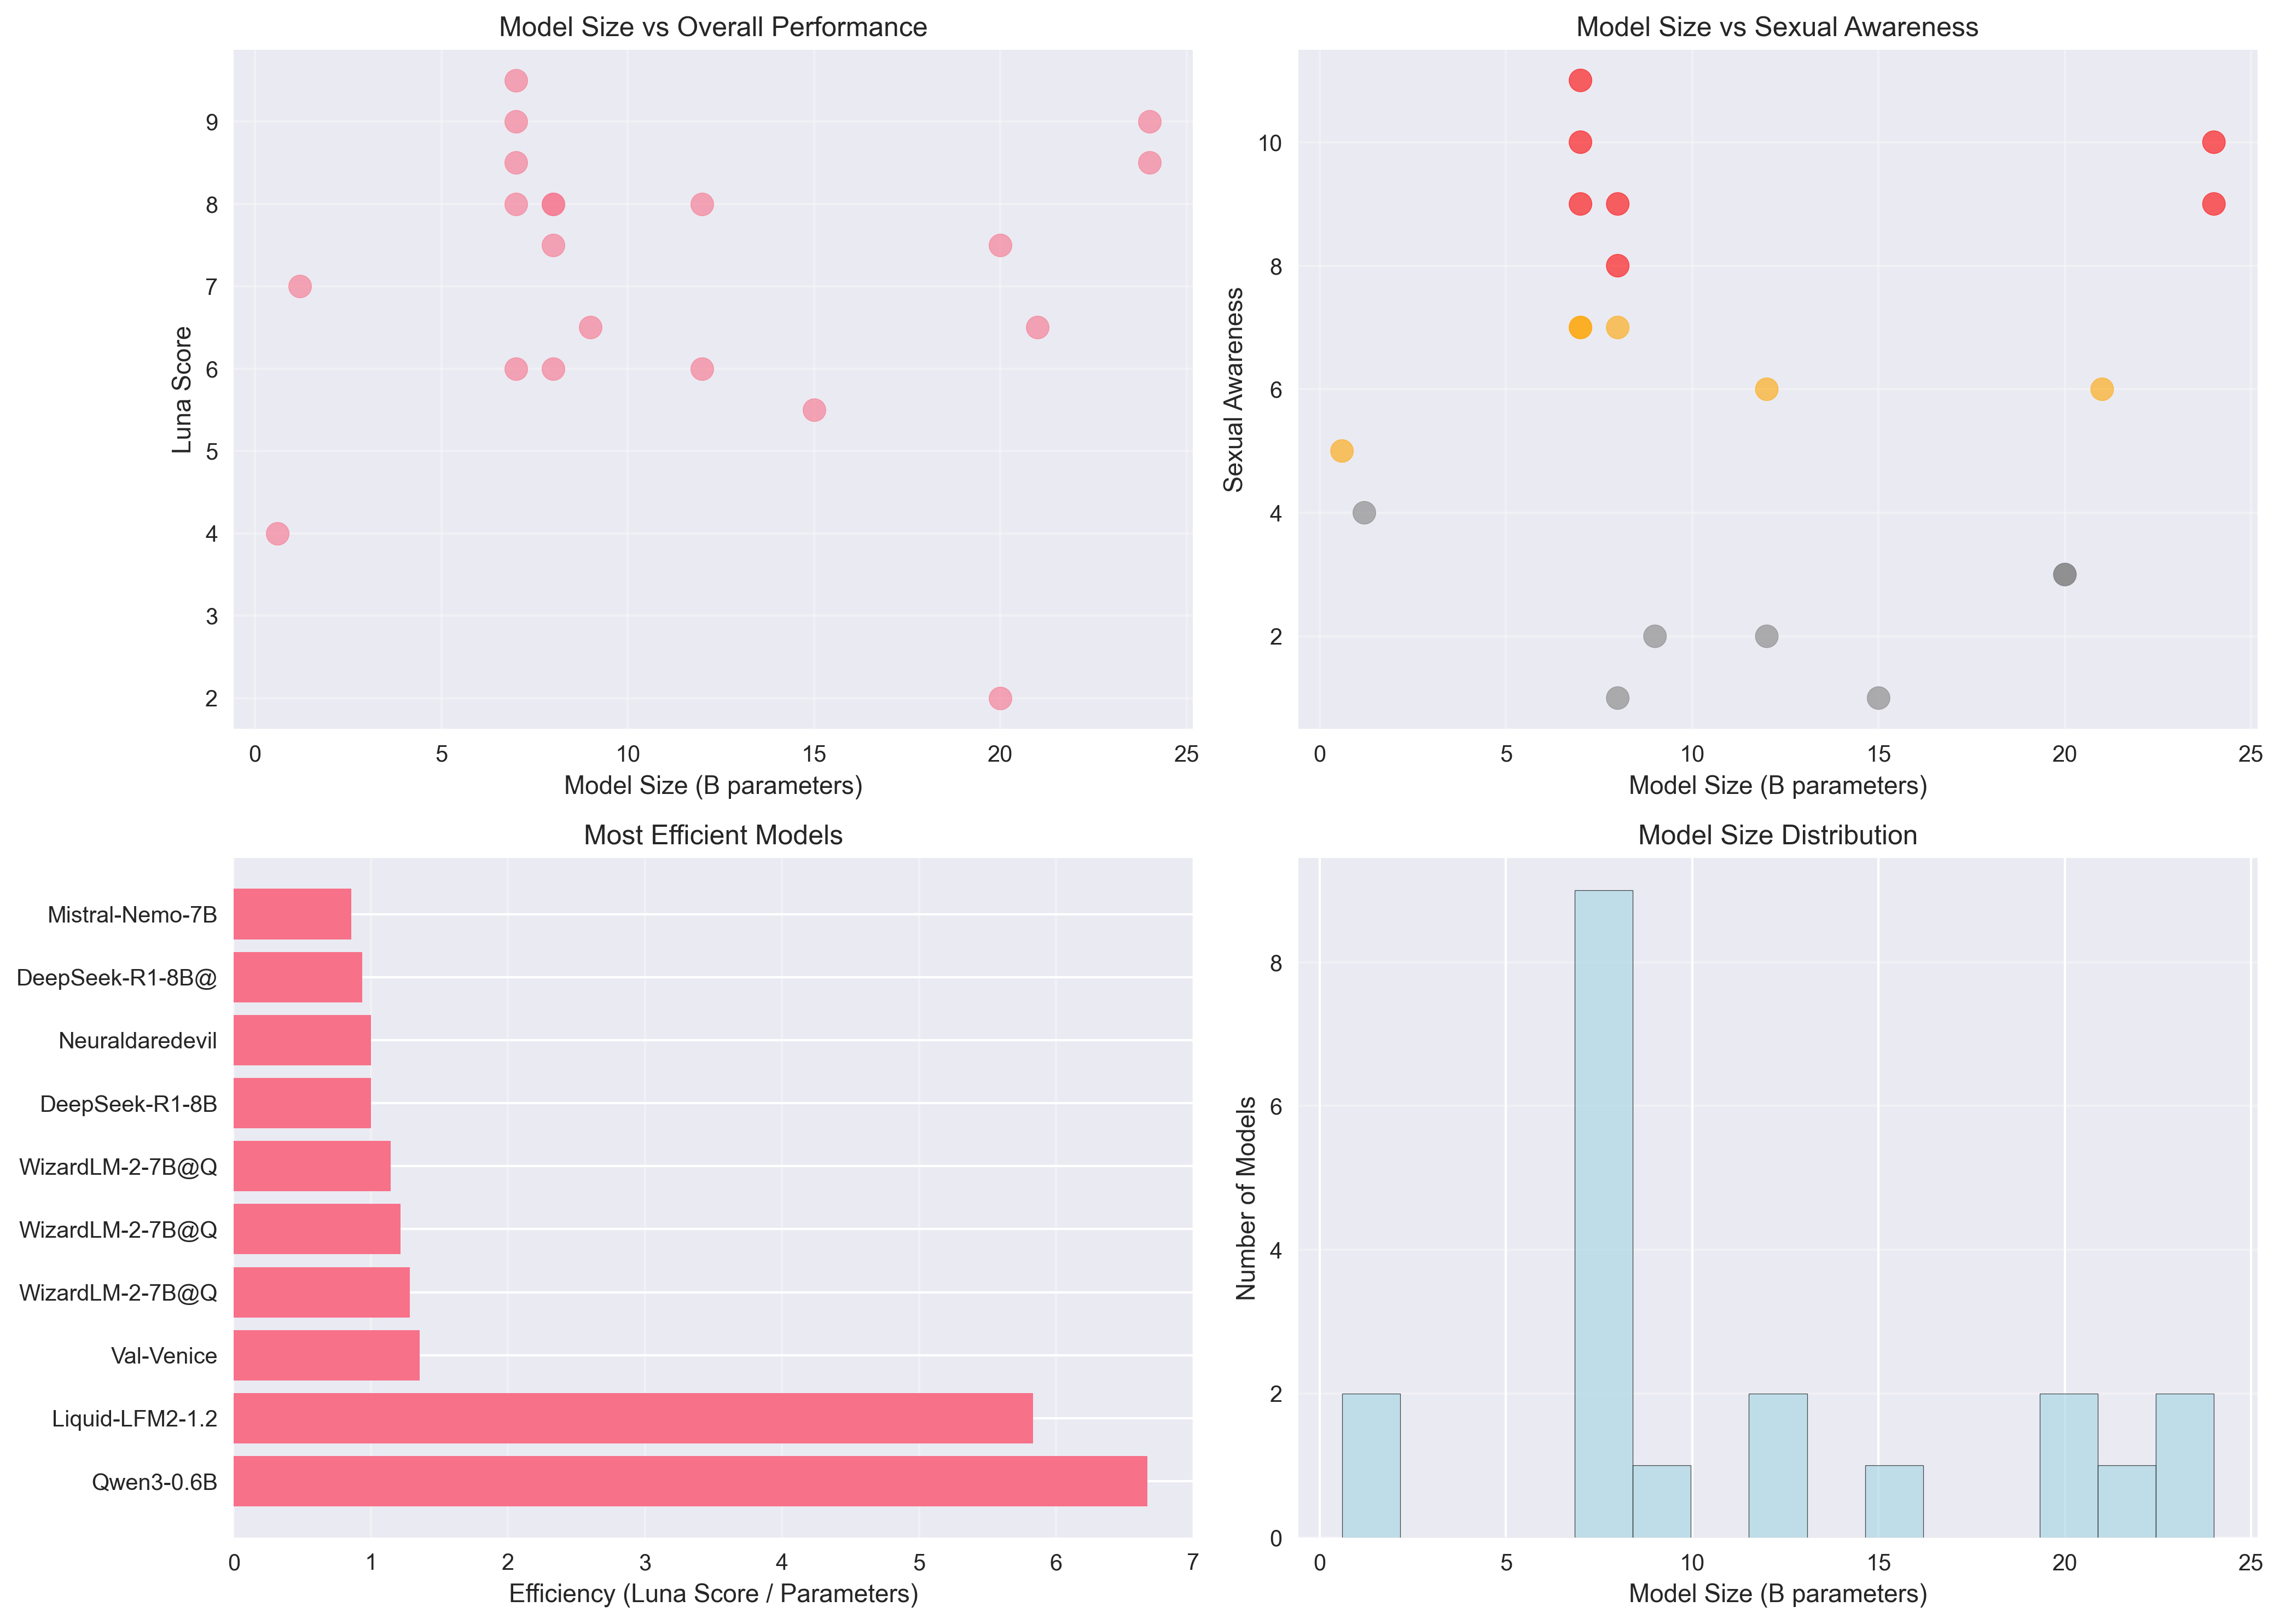 Model Size vs Overall Performance
Luna Score
9
8
7
6
5
4
3
2
0 5 10 15 20 25
Model Size (B parameters)
Model Size vs Sexual Awareness
Sexual Awareness
10
8
6
4
2
0 5 10 15 20 25
Model Size (B parameters)
Most Efficient Models
Mistral-Nemo-7B
DeepSeek-R1-8B@
Neuraldaredevil
DeepSeek-R1-8B
WizardLM-2-7B@Q
WizardLM-2-7B@Q
WizardLM-2-7B@Q
Val-Venice
Liquid-LFM2-1.2
Qwen3-0.6B
0 1 2 3 4 5 6 7
Efficiency (Luna Score / Parameters)
Model Size Distribution
Number of Models
8
6
4
2
0
0 5 10 15 20 25
Model Size (B parameters)